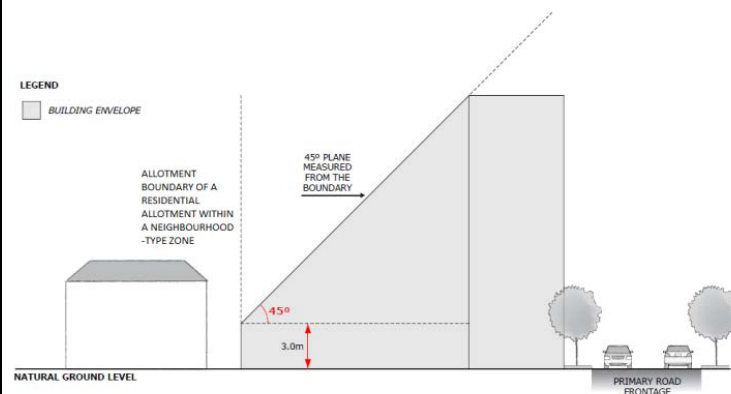 LEGEND
BUILDING ENVELOPE
ALLOTMENT
BOUNDARY OF A
RESIDENTIAL
ALLOTMENT WITHIN
A NEIGHBOURHOOD
-TYPE ZONE
45º PLANE
MEASURED
FROM THE
BOUNDARY
45º
3.0m
NATURAL GROUND LEVEL
PRIMARY ROAD
FRONTAGE